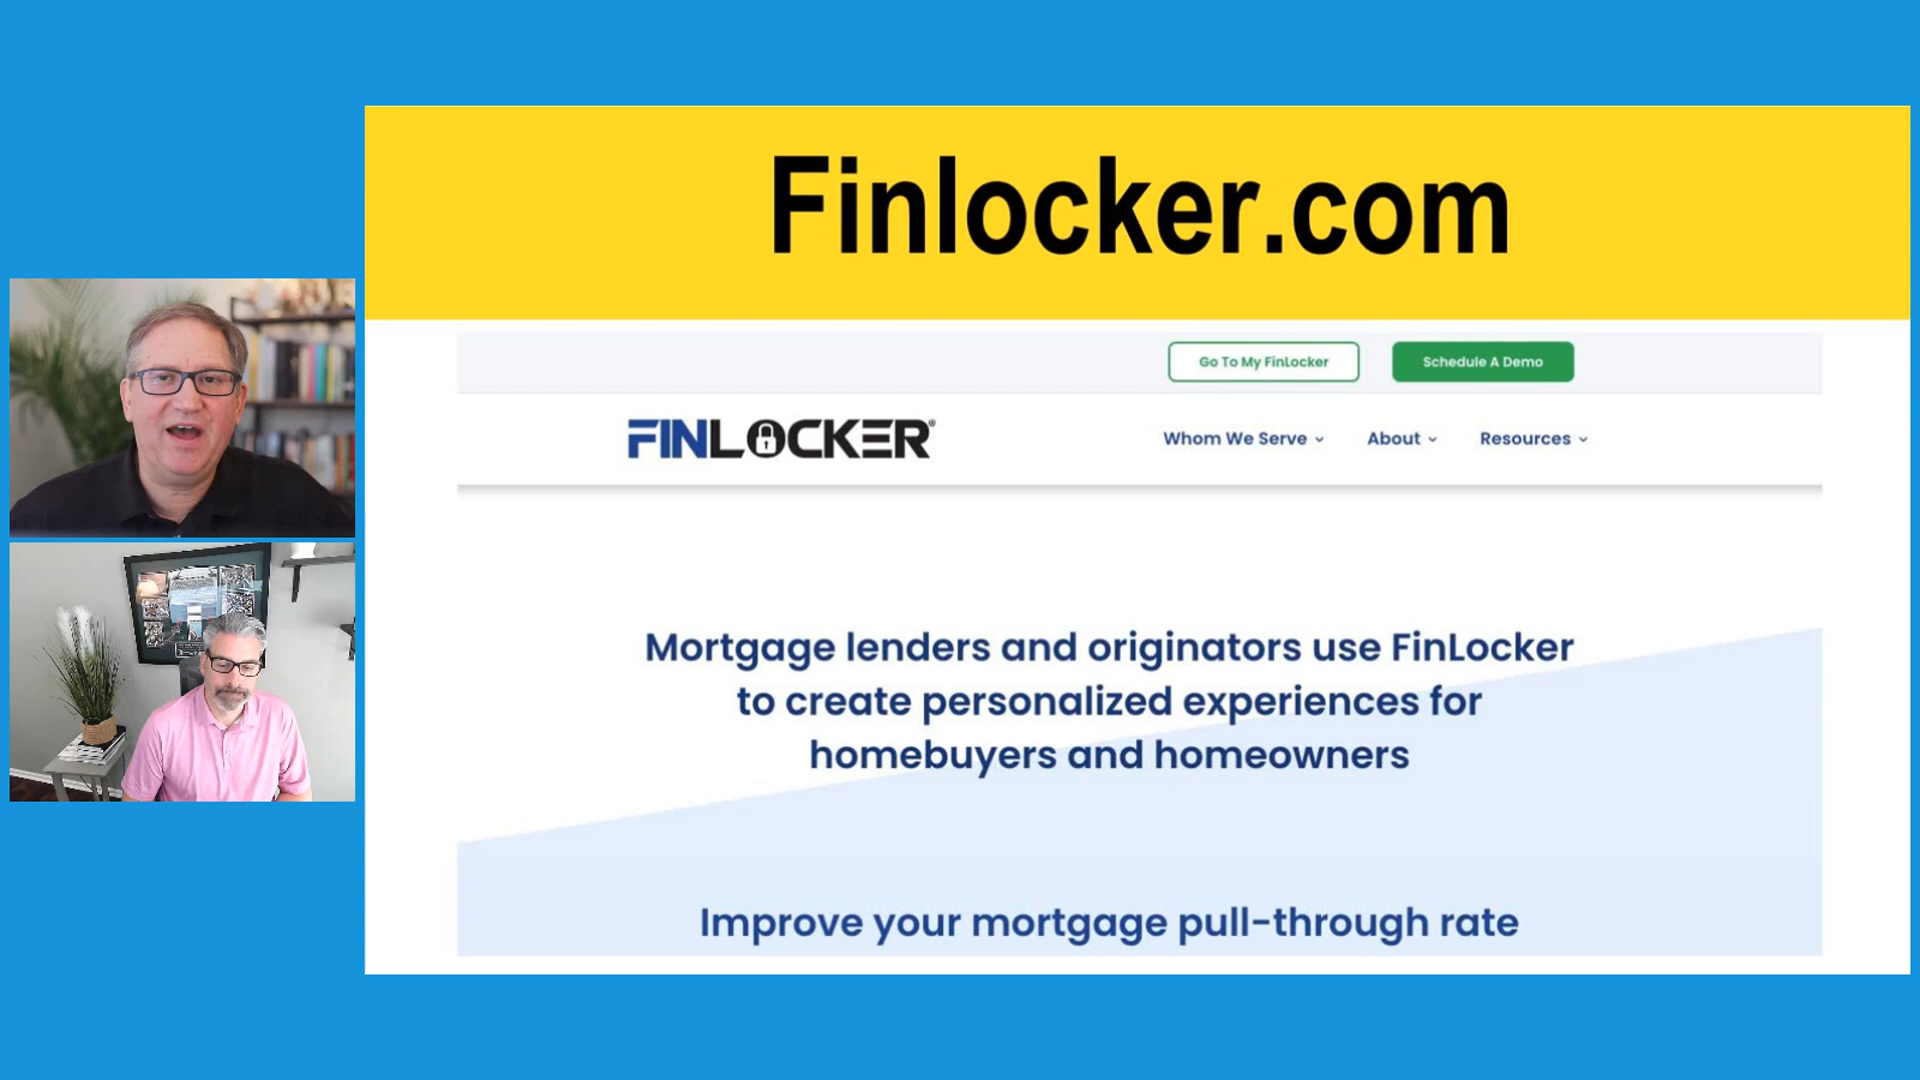 Finlocker.com
Go To My FinLocker
Schedule A Demo
FINLOCKER®
Whom We Serve
About
Resources
Mortgage lenders and originators use FinLocker
to create personalized experiences for
homebuyers and homeowners
Improve your mortgage pull-through rate